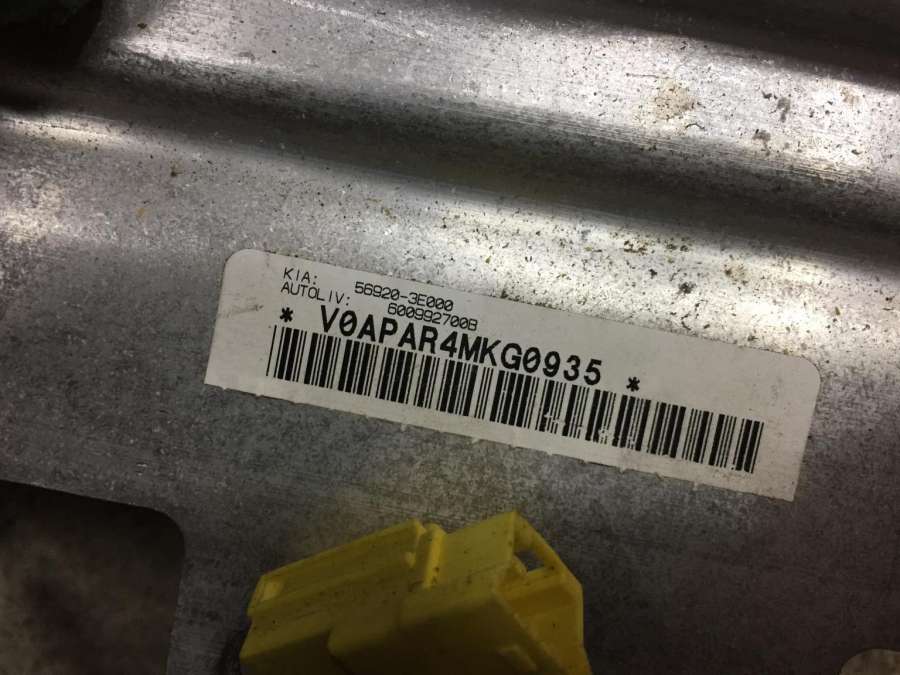 KIA: 56920-3E000
AUTOLIV: 600992700B
* V0APAR4MKG0935 *